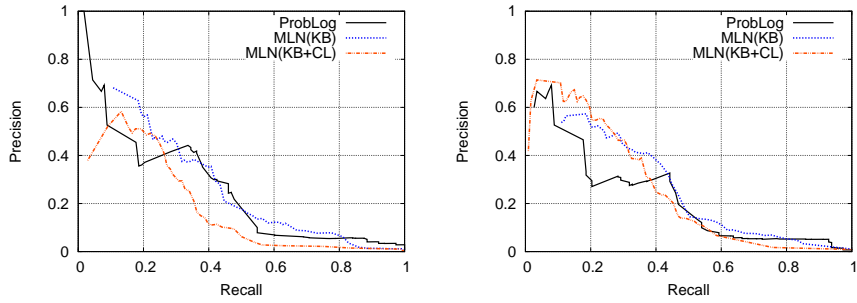 ProbLog
MLN(KB)
MLN(KB+CL)
Precision
1
0.8
0.6
0.4
0.2
0
0 0.2 0.4 0.6 0.8 1
Recall
ProbLog
MLN(KB)
MLN(KB+CL)
Precision
1
0.8
0.6
0.4
0.2
0
0 0.2 0.4 0.6 0.8 1
Recall